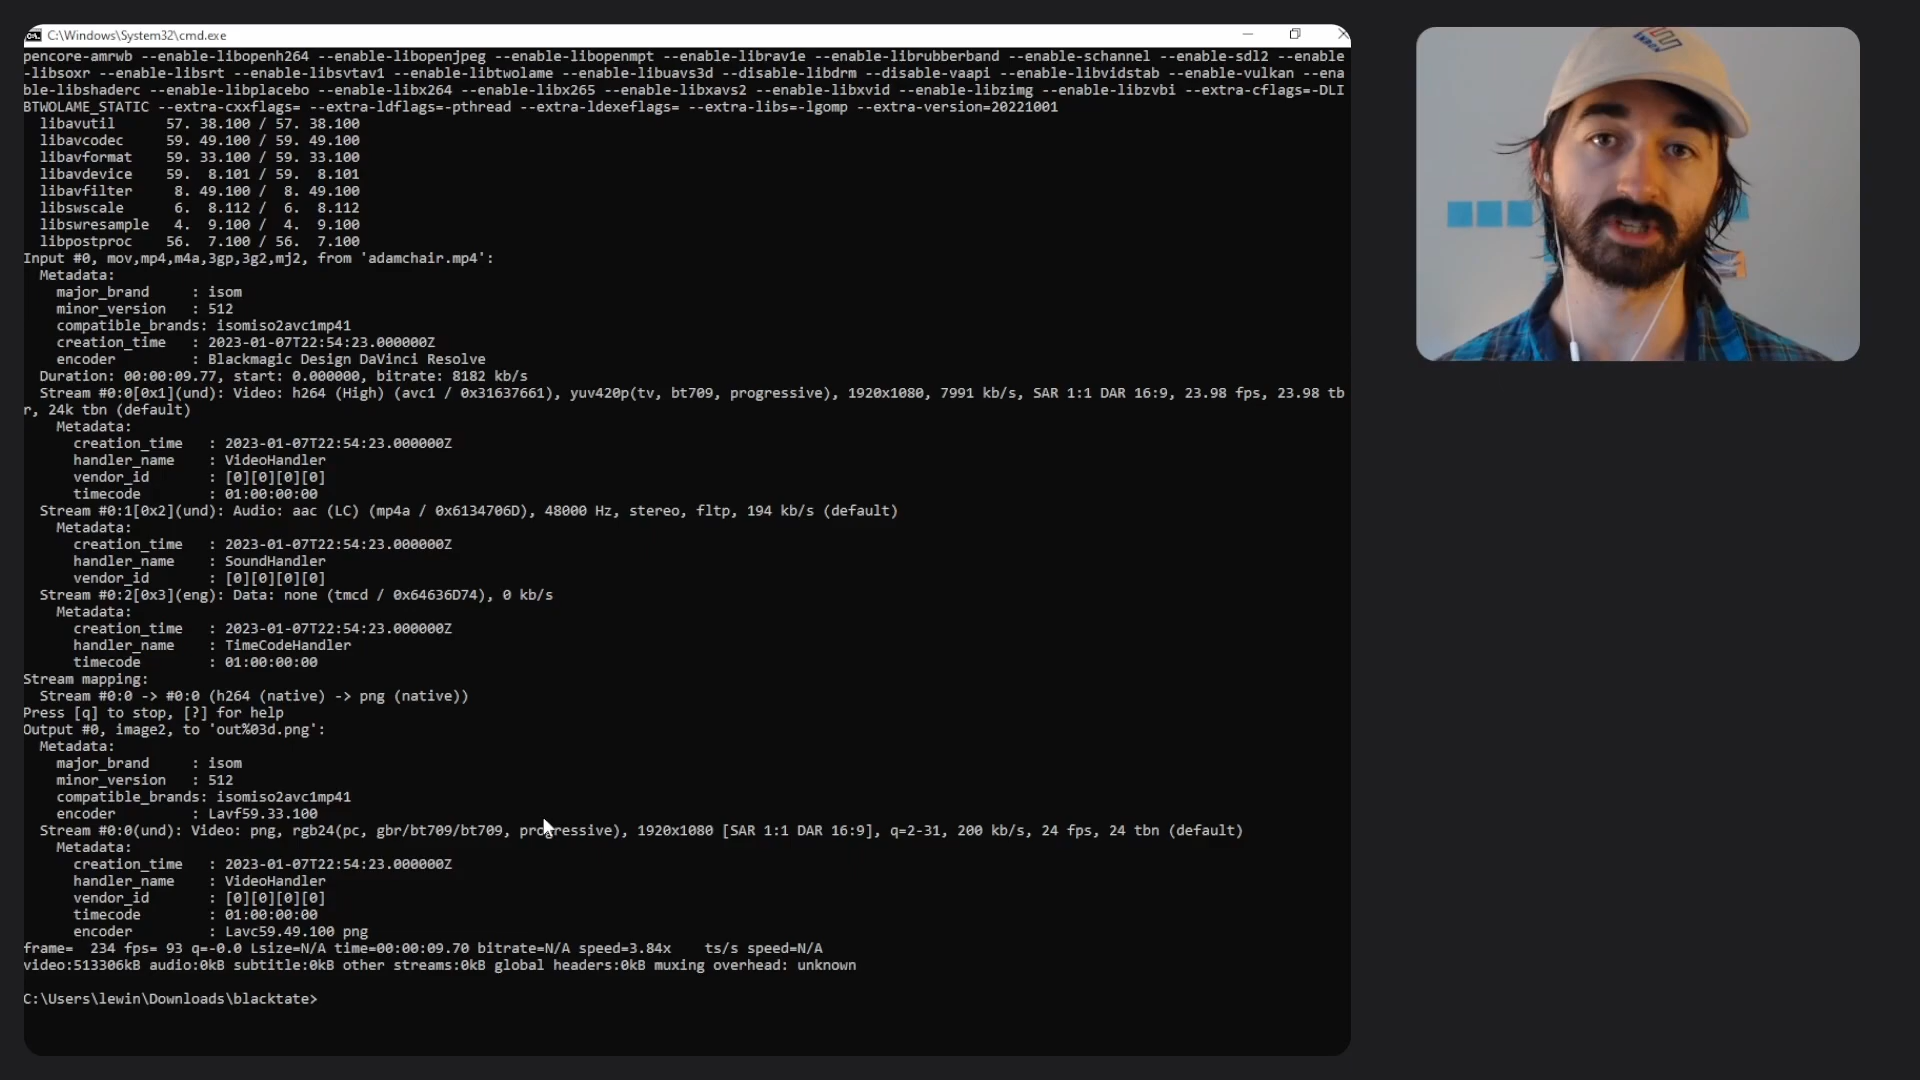 C:\Windows\System32\cmd.exe
pencore-amrwb --enable-libopenh264 --enable-libopenjpeg --enable-libopenmpt --enable-librav1e --enable-librubberband --enable-schannel --enable-sdl2 --enable
-libsoxr --enable-libsrt --enable-libsvtav1 --enable-libtwolame --enable-libuavs3d --disable-libdrm --disable-vaapi --enable-libvidstab --enable-vulkan --ena
ble-libshaderc --enable-libplacebo --enable-libx264 --enable-libx265 --enable-libxavs2 --enable-libxvid --enable-libzimg --enable-libzvbi --extra-cflags=-DLI
BTWOLAME_STATIC --extra-cxxflags= --extra-ldflags=-pthread --extra-ldexeflags= --extra-libs=-lgomp --extra-version=20221001
libavutil 57. 38.100 / 57. 38.100
libavcodec 59. 49.100 / 59. 49.100
libavformat 59. 33.100 / 59. 33.100
libavdevice 59. 8.101 / 59. 8.101
libavfilter 8. 49.100 / 8. 49.100
libswscale 6. 8.112 / 6. 8.112
libswresample 4. 9.100 / 4. 9.100
libpostproc 56. 7.100 / 56. 7.100
Input #0, mov,mp4,m4a,3gp,3g2,mj2, from 'adamchair.mp4':
Metadata:
major_brand : isom
minor_version : 512
compatible_brands: isomiso2avc1mp41
creation_time : 2023-01-07T22:54:23.000000Z
encoder : Blackmagic Design DaVinci Resolve
Duration: 00:00:09.77, start: 0.000000, bitrate: 8182 kb/s
Stream #0:0[0x1](und): Video: h264 (High) (avc1 / 0x31637661), yuv420p(tv, bt709, progressive), 1920x1080, 7991 kb/s, SAR 1:1 DAR 16:9, 23.98 fps, 23.98 tb
r, 24k tbn (default)
Metadata:
creation_time : 2023-01-07T22:54:23.000000Z
handler_name : VideoHandler
vendor_id : [0][0][0][0]
timecode : 01:00:00:00
Stream #0:1[0x2](und): Audio: aac (LC) (mp4a / 0x6134706D), 48000 Hz, stereo, fltp, 194 kb/s (default)
Metadata:
creation_time : 2023-01-07T22:54:23.000000Z
handler_name : SoundHandler
vendor_id : [0][0][0][0]
Stream #0:2[0x3](eng): Data: none (tmcd / 0x64636D74), 0 kb/s
Metadata:
creation_time : 2023-01-07T22:54:23.000000Z
handler_name : TimeCodeHandler
timecode : 01:00:00:00
Stream mapping:
Stream #0:0 -> #0:0 (h264 (native) -> png (native))
Press [q] to stop, [?] for help
Output #0, image2, to 'out%03d.png':
Metadata:
major_brand : isom
minor_version : 512
compatible_brands: isomiso2avc1mp41
encoder : Lavf59.33.100
Stream #0:0(und): Video: png, rgb24(pc, gbr/bt709/bt709, progressive), 1920x1080 [SAR 1:1 DAR 16:9], q=2-31, 200 kb/s, 24 fps, 24 tbn (default)
Metadata:
creation_time : 2023-01-07T22:54:23.000000Z
handler_name : VideoHandler
vendor_id : [0][0][0][0]
timecode : 01:00:00:00
encoder : Lavc59.49.100 png
frame= 234 fps= 93 q=-0.0 Lsize=N/A time=00:00:09.70 bitrate=N/A speed=3.84x ts/s speed=N/A
video:513306kB audio:0kB subtitle:0kB other streams:0kB global headers:0kB muxing overhead: unknown
C:\Users\lewin\Downloads\blacktate>